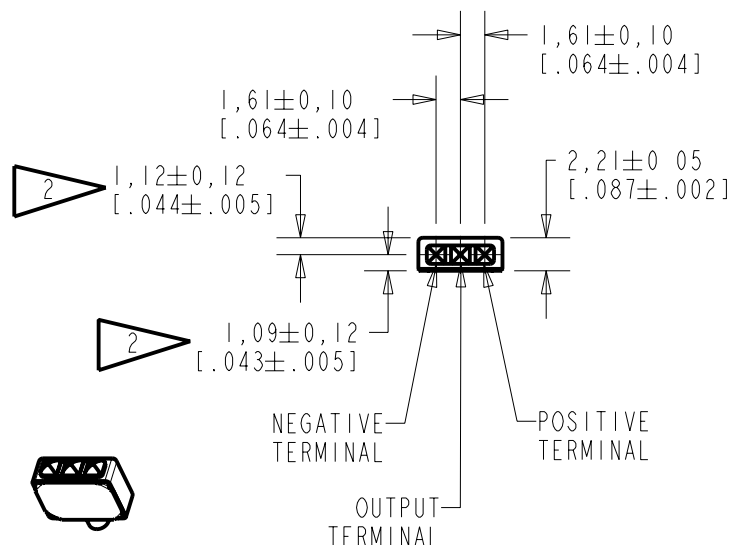 1,61±0,10
[.064±.004]
1,61±0,10
[.064±.004]
2
1,12±0,12
[.044±.005]
2,21±0 05
[.087±.002]
2
1,09±0,12
[.043±.005]
NEGATIVE
TERMINAL
POSITIVE
TERMINAL
OUTPUT
TERMINAL